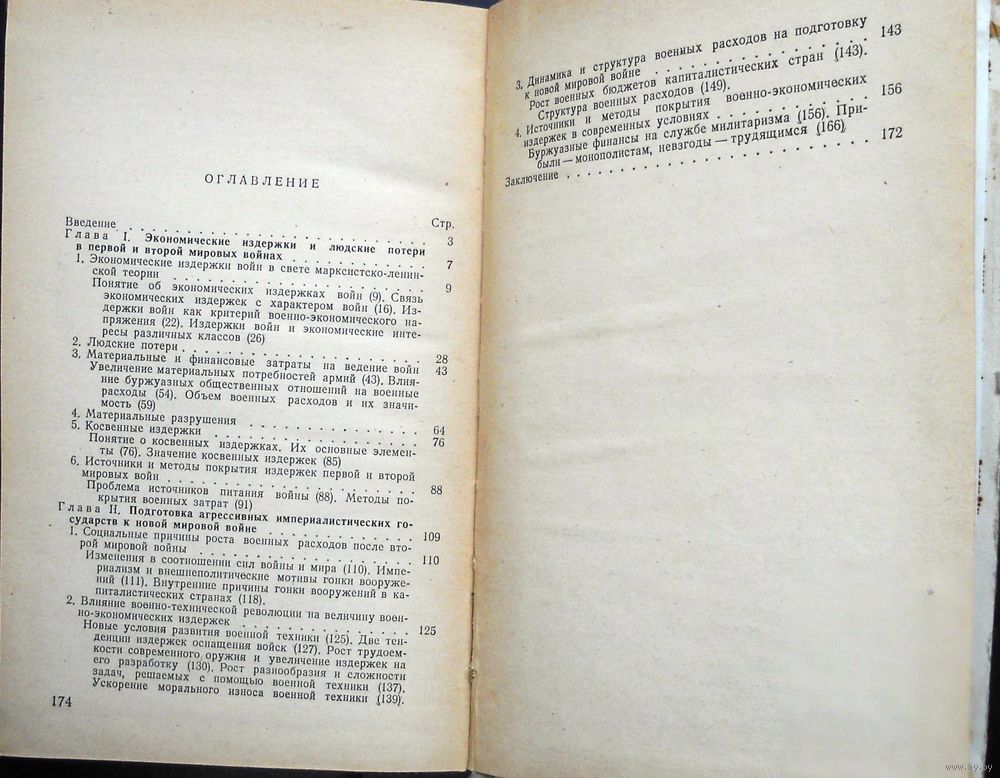 ОГЛАВЛЕНИЕ
Стр.
Введение . . . . . . . . . . . . . . . . . . . . . . . . 3
Глава I. Экономические издержки и людские потери
в первой и второй мировых войнах . . . . . . . . . . . 7
1. Экономические издержки войн в свете марксистско-ленин-
ской теории . . . . . . . . . . . . . . . . . . . . . . 9
Понятие об экономических издержках войн (9). Связь
экономических издержек с характером войн (16). Из-
держки войн как критерий военно-экономического на-
пряжения (22). Издержки войн и экономические инте-
ресы различных классов (26)
2. Людские потери . . . . . . . . . . . . . . . . . . . 28
3. Материальные и финансовые затраты на ведение войн 43
Увеличение материальных потребностей армий (43). Влия-
ние буржуазных общественных отношений на военные
расходы (54). Объем военных расходов и их значи-
мость (59)
4. Материальные разрушения . . . . . . . . . . . . . . 64
5. Косвенные издержки . . . . . . . . . . . . . . . . . 76
Понятие о косвенных издержках. Их основные элемен-
ты (76). Значение косвенных издержек (85)
6. Источники и методы покрытия издержек первой и второй
мировых войн . . . . . . . . . . . . . . . . . . . . . 88
Проблема источников питания войны (88). Методы по-
крытия военных затрат (91)
Глава II. Подготовка агрессивных империалистических го-
сударств к новой мировой войне . . . . . . . . . . . . 109
1. Социальные причины роста военных расходов после вто-
рой мировой войны . . . . . . . . . . . . . . . . . . . 110
Изменения в соотношении сил войны и мира (110). Импе-
риализм и внешнеполитические мотивы гонки вооруже-
ний (111). Внутренние причины гонки вооружений в ка-
питалистических странах (118).
2. Влияние военно-технической революции на величину воен-
но-экономических издержек . . . . . . . . . . . . . . . 125
Новые условия развития военной техники (125). Две тен-
денции издержек оснащения войск (127). Рост трудоем-
кости современного оружия и увеличение издержек на
его разработку (130). Рост разнообразия и сложности
задач, решаемых с помощью военной техники (137).
Ускорение морального износа военной техники (139).
174
3. Динамика и структура военных расходов на подготовку
к новой мировой войне . . . . . . . . . . . . . . . . . 143
Рост военных бюджетов капиталистических стран (143).
Структура военных расходов (149).
4. Источники и методы покрытия военно-экономических
издержек в современных условиях . . . . . . . . . . . . 156
Буржуазные финансы на службе милитаризма (156). При-
были — монополистам, невзгоды — трудящимся (166)
Заключение . . . . . . . . . . . . . . . . . . . . . . . 172
www.ay.by